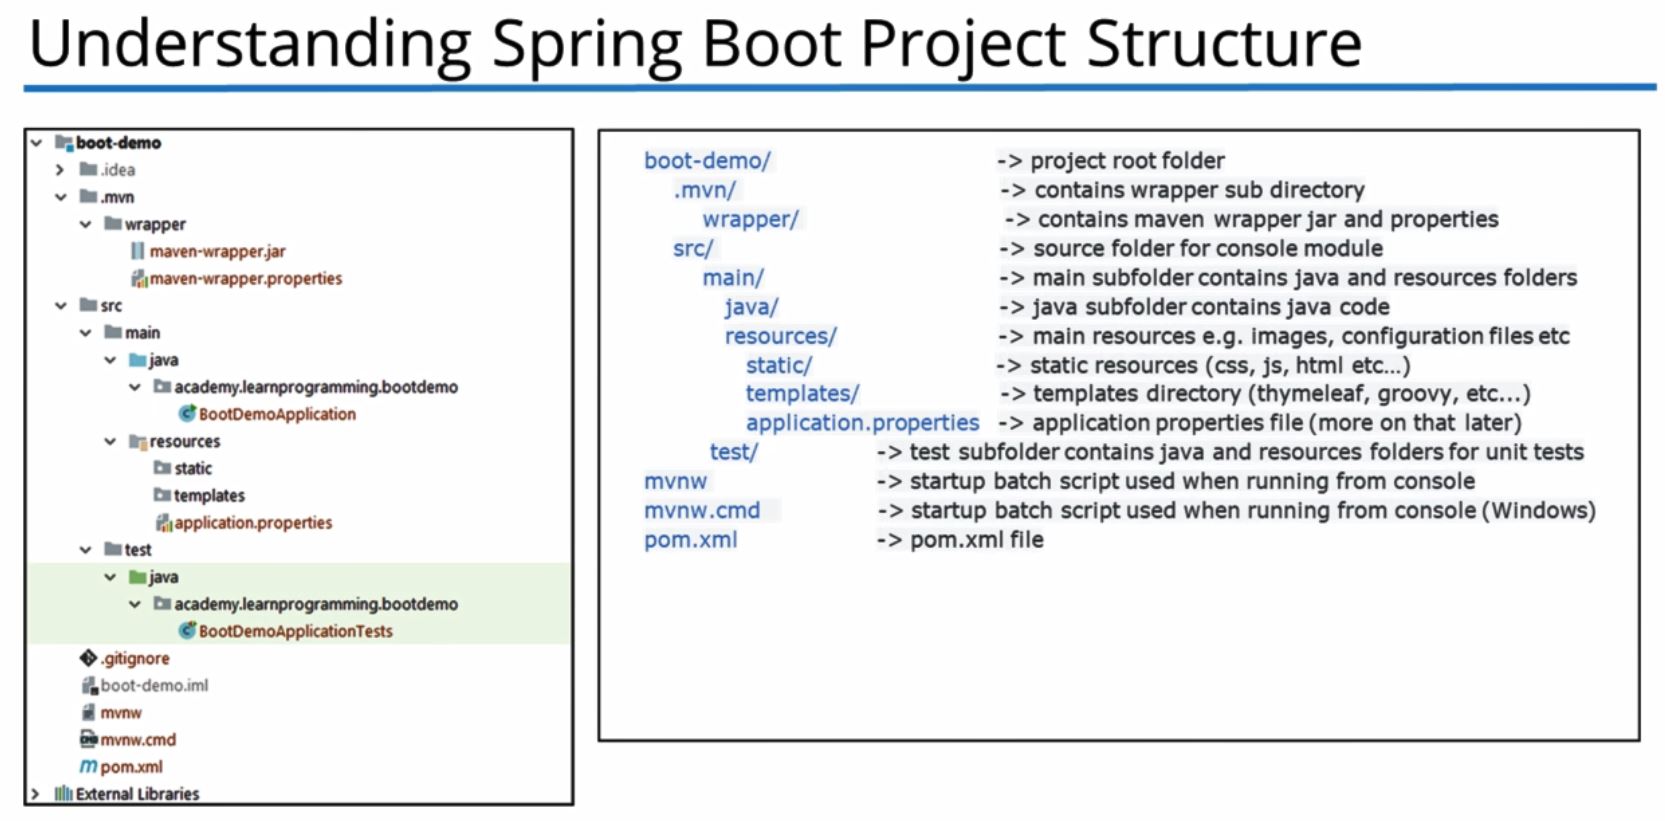 Understanding Spring Boot Project Structure
boot-demo
.idea
.mvn
wrapper
maven-wrapper.jar
maven-wrapper.properties
src
main
java
academy.learnprogramming.bootdemo
BootDemoApplication
resources
static
templates
application.properties
test
java
academy.learnprogramming.bootdemo
BootDemoApplicationTests
.gitignore
boot-demo.iml
mvnw
mvnw.cmd
pom.xml
External Libraries
boot-demo/ -> project root folder
.mvn/ -> contains wrapper sub directory
wrapper/ -> contains maven wrapper jar and properties
src/ -> source folder for console module
main/ -> main subfolder contains java and resources folders
java/ -> java subfolder contains java code
resources/ -> main resources e.g. images, configuration files etc
static/ -> static resources (css, js, html etc...)
templates/ -> templates directory (thymeleaf, groovy, etc...)
application.properties -> application properties file (more on that later)
test/ -> test subfolder contains java and resources folders for unit tests
mvnw -> startup batch script used when running from console
mvnw.cmd -> startup batch script used when running from console (Windows)
pom.xml -> pom.xml file